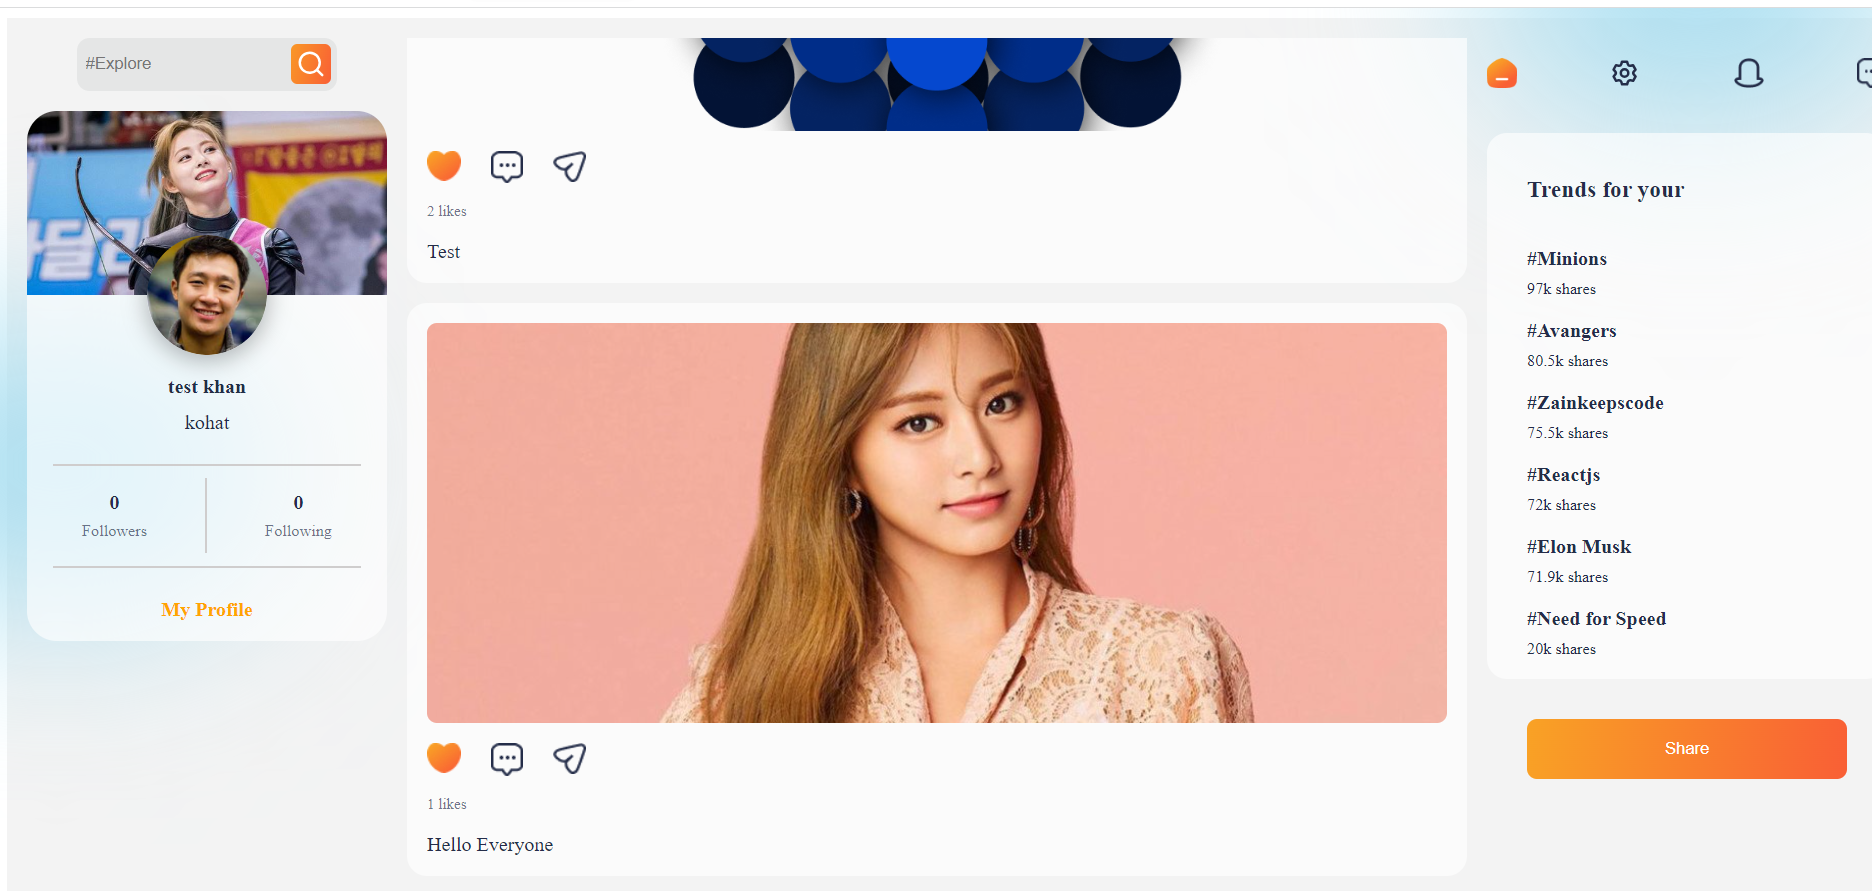 #Explore
test khan
kohat
0
Followers
0
Following
My Profile
2 likes
Test
1 likes
Hello Everyone
Trends for your
#Minions
97k shares
#Avangers
80.5k shares
#Zainkeepscode
75.5k shares
#Reactjs
72k shares
#Elon Musk
71.9k shares
#Need for Speed
20k shares
Share